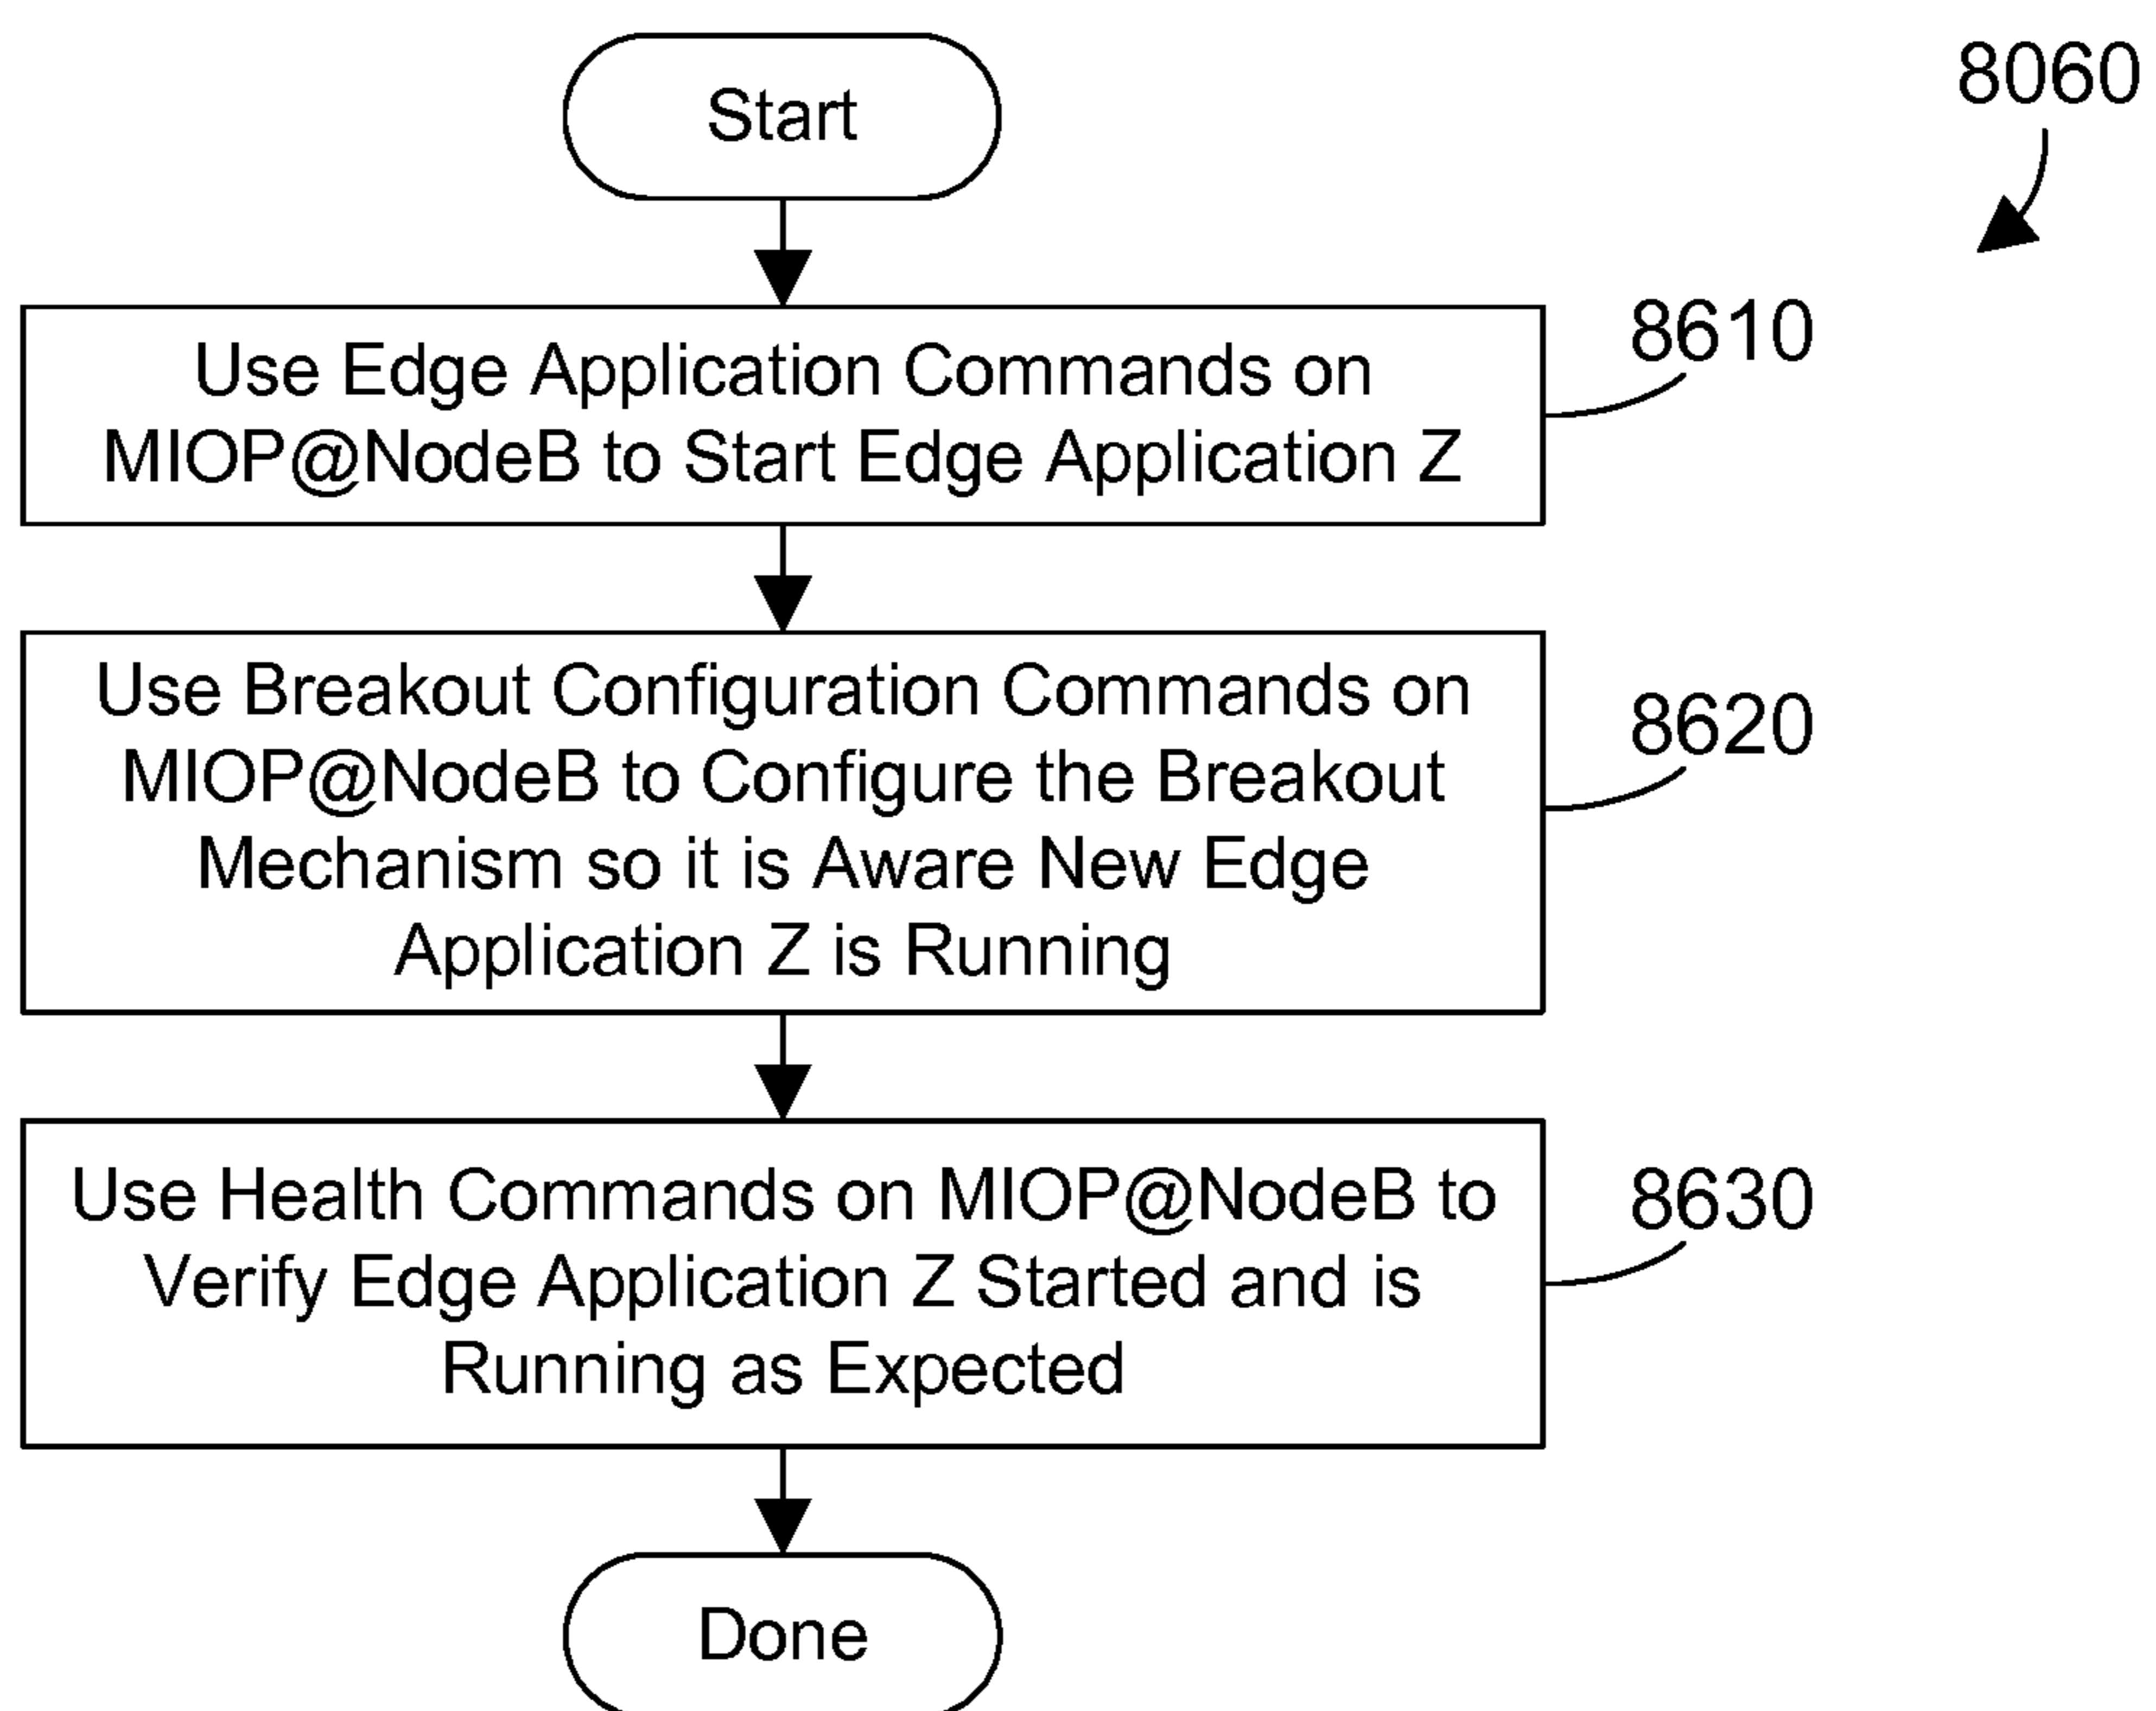 Start
8060
Use Edge Application Commands on
MIOP@NodeB to Start Edge Application Z
8610
Use Breakout Configuration Commands on
MIOP@NodeB to Configure the Breakout
Mechanism so it is Aware New Edge
Application Z is Running
8620
Use Health Commands on MIOP@NodeB to
Verify Edge Application Z Started and is
Running as Expected
8630
Done